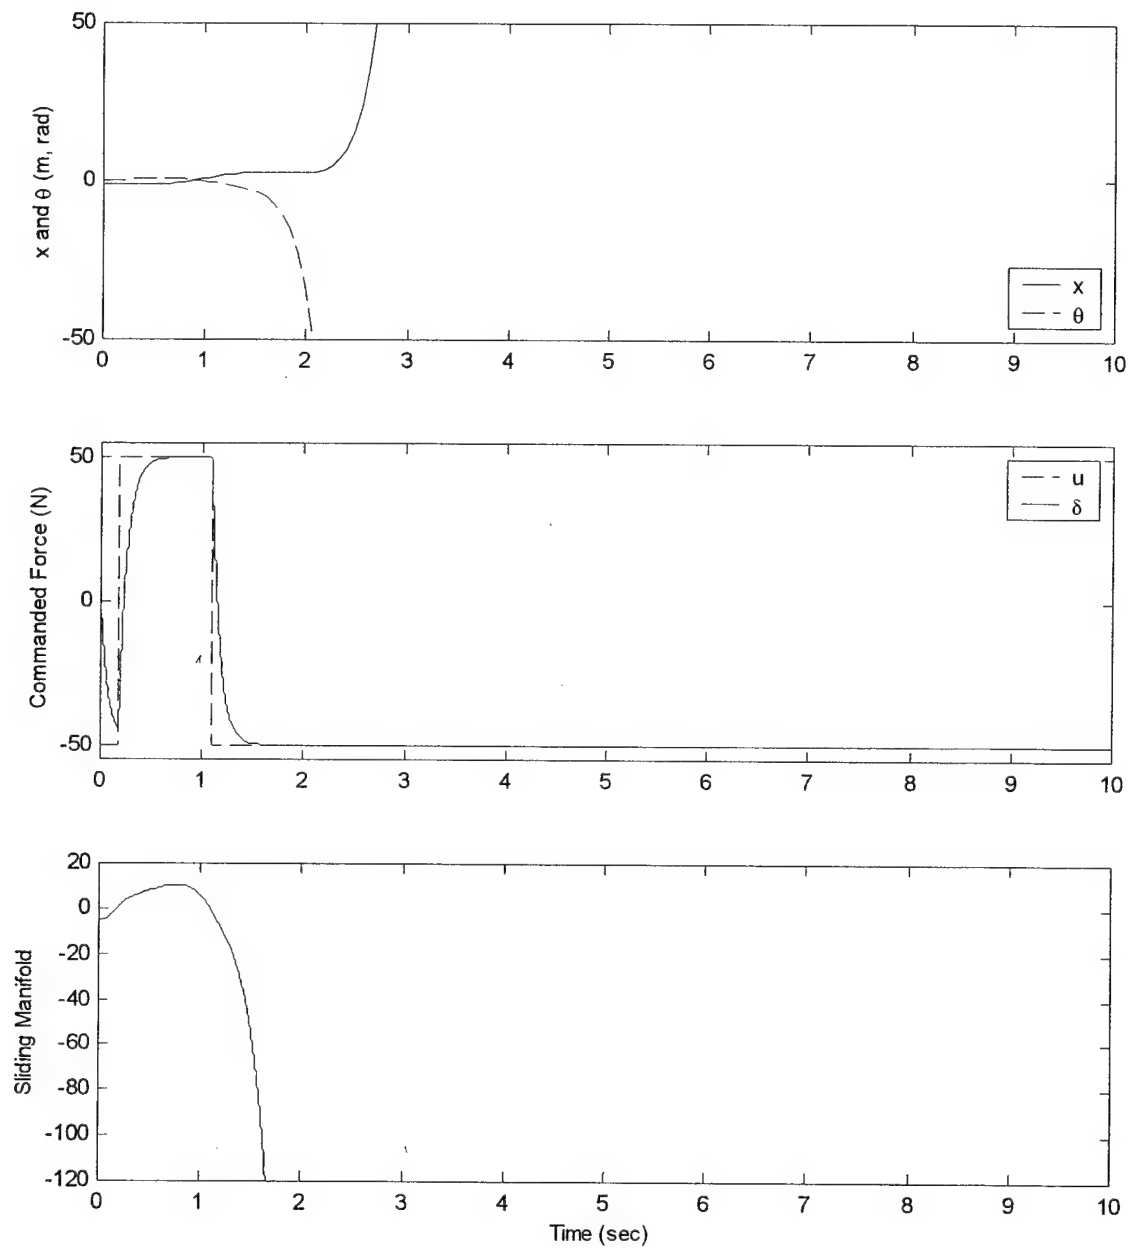 x and θ (m, rad)
50
0
-50
x
θ
0 1 2 3 4 5 6 7 8 9 10
Commanded Force (N)
50
0
-50
u
δ
0 1 2 3 4 5 6 7 8 9 10
Sliding Manifold
20
0
-20
-40
-60
-80
-100
-120
0 1 2 3 4 5 6 7 8 9 10
Time (sec)